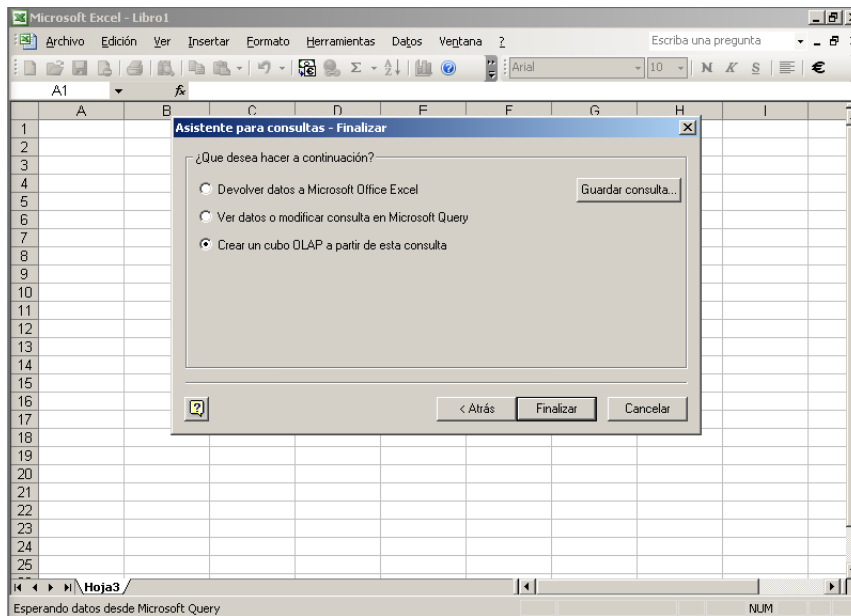 Microsoft Excel - Libro1
Archivo Edición Ver Insertar Formato Herramientas Datos Ventana ? Escriba una pregunta
Arial 10 N K S €
A1 fx
A B C D E F G H I
Asistente para consultas - Finalizar
¿Que desea hacer a continuación?
Devolver datos a Microsoft Office Excel
Guardar consulta...
Ver datos o modificar consulta en Microsoft Query
Crear un cubo OLAP a partir de esta consulta
< Atrás Finalizar Cancelar
1
2
3
4
5
6
7
8
9
10
11
12
13
14
15
16
17
18
19
20
21
22
23
24
25
Hoja3
Esperando datos desde Microsoft Query NUM